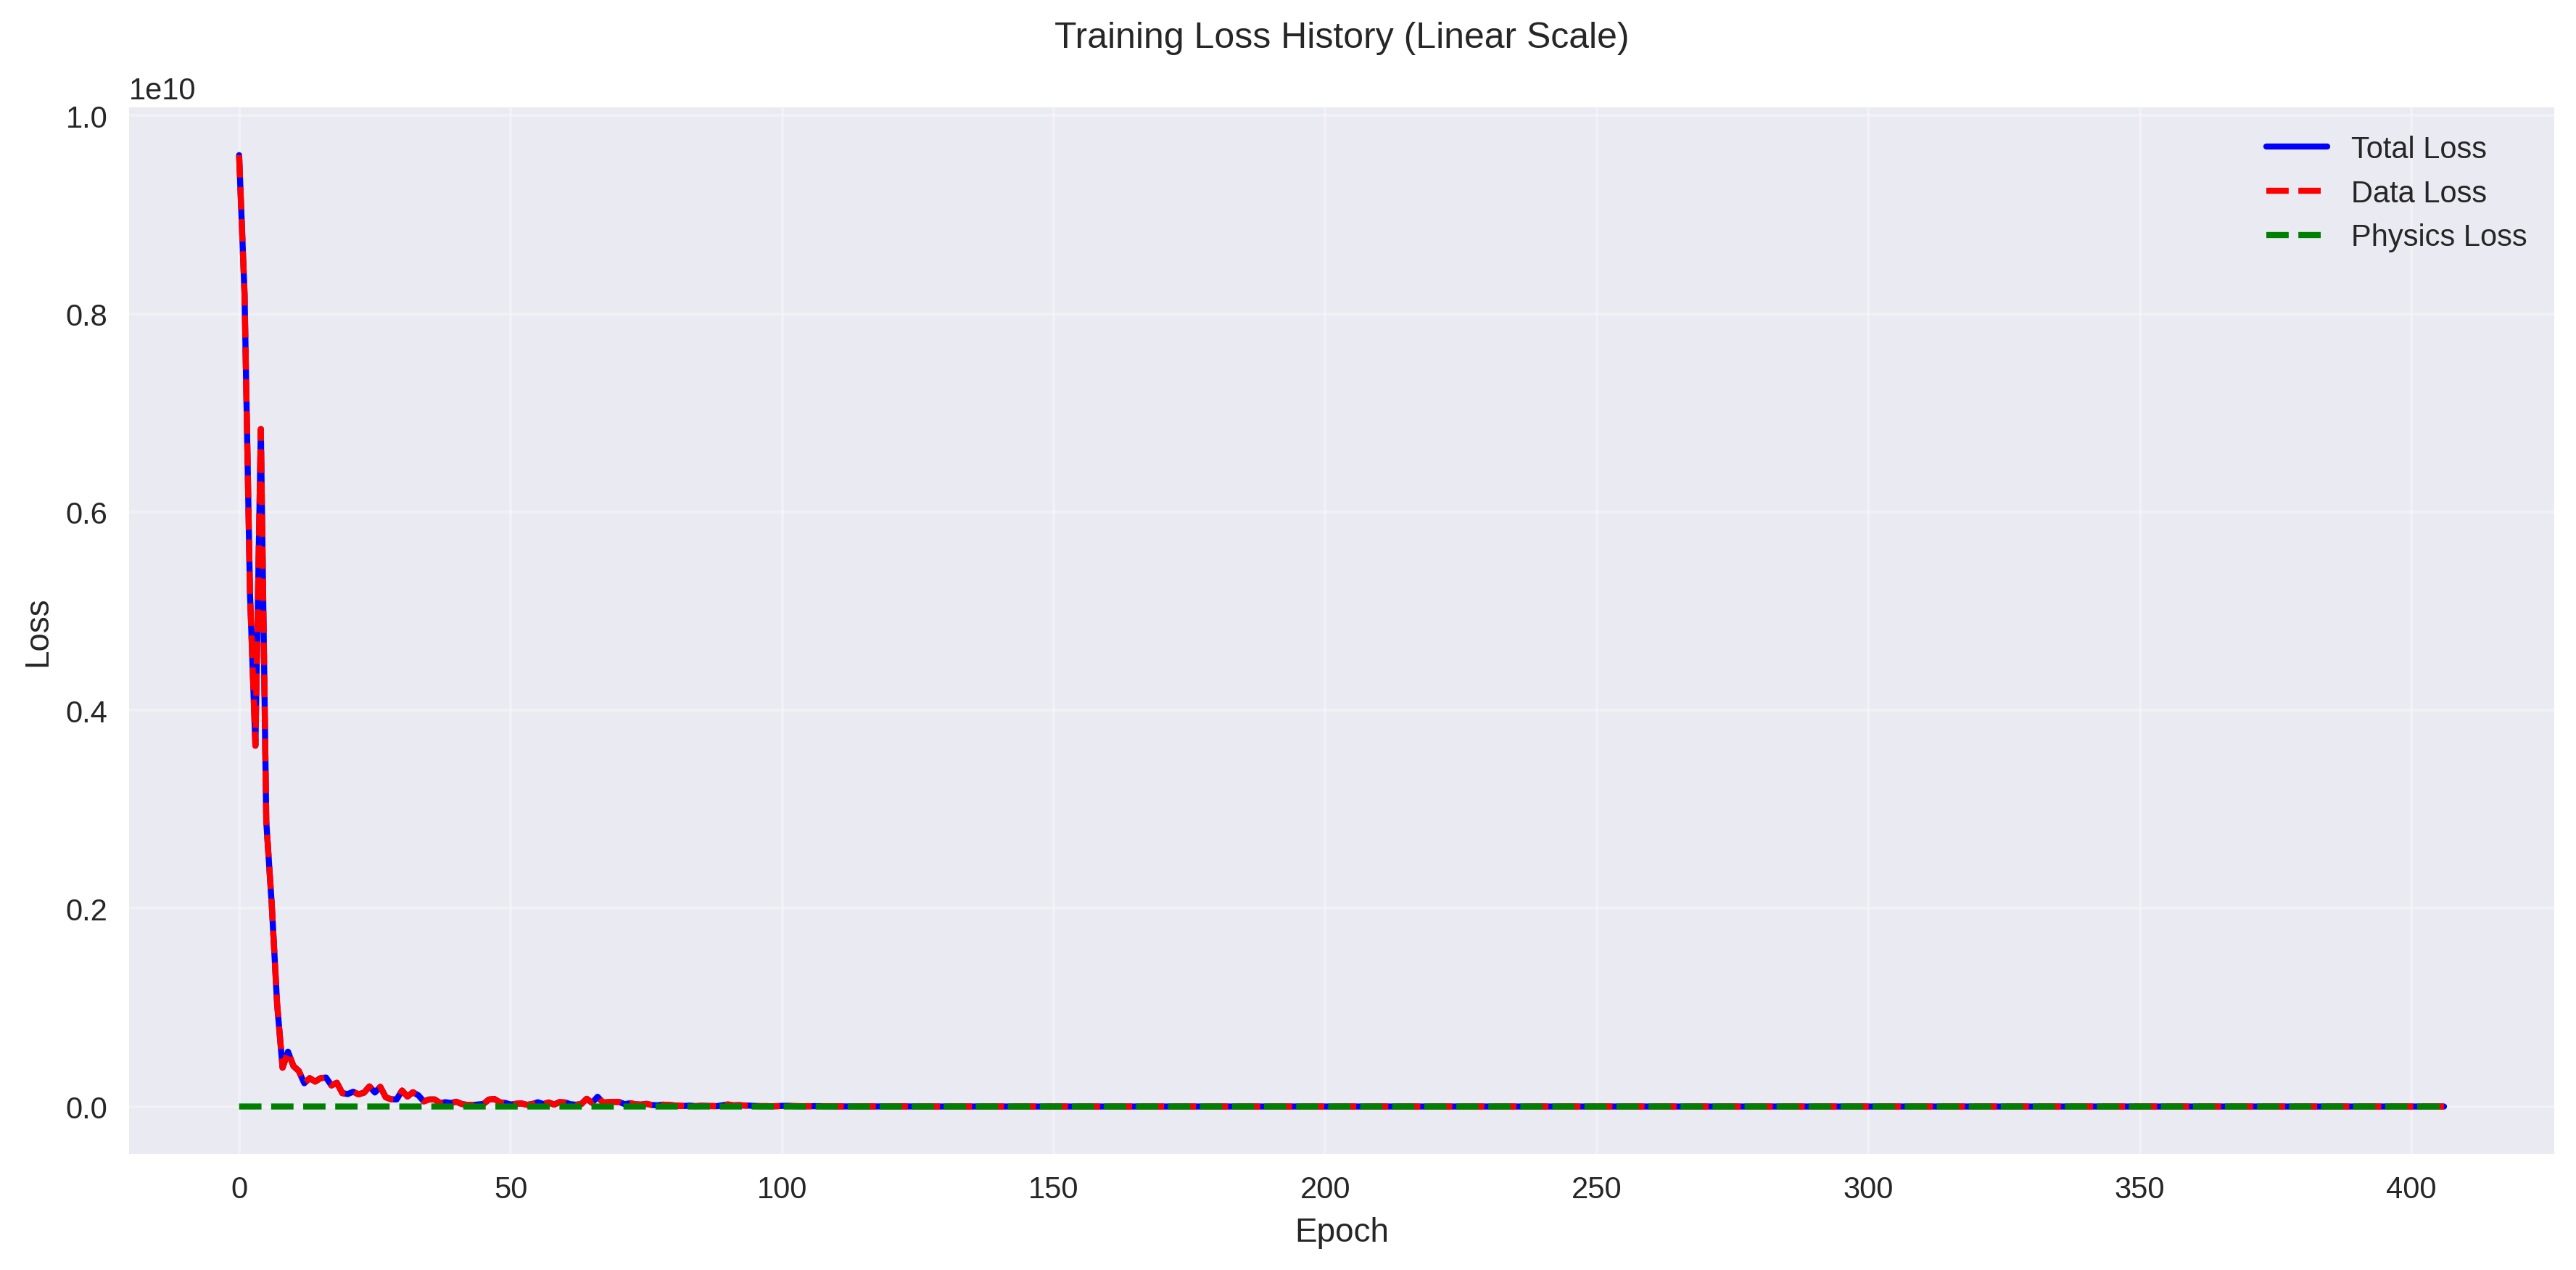 Training Loss History (Linear Scale)
1e10
1.0
0.8
0.6
0.4
0.2
0.0
Loss
Total Loss
Data Loss
Physics Loss
0 50 100 150 200 250 300 350 400
Epoch